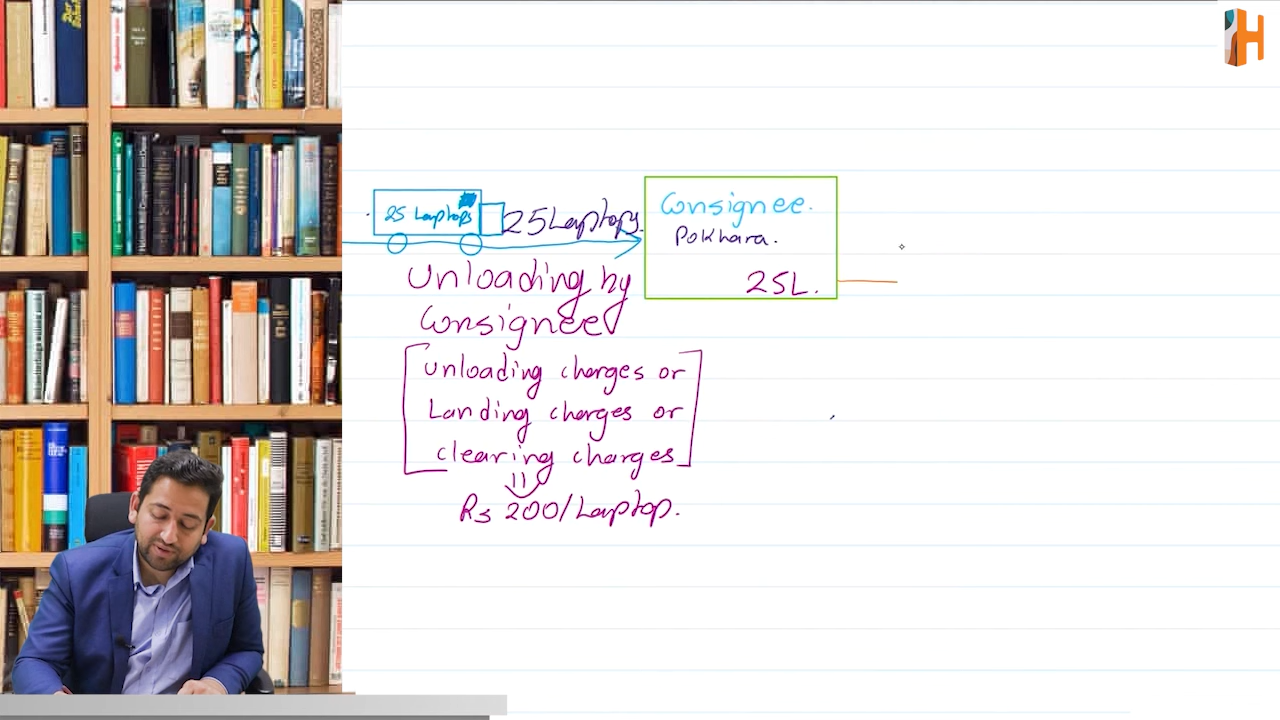 25 Laptops
25 Laptops.
Consignee.
Pokhara.
25L.
Unloading by
Consignee
Unloading charges or
Landing charges or
clearing charges
Rs 200/Laptop.
H